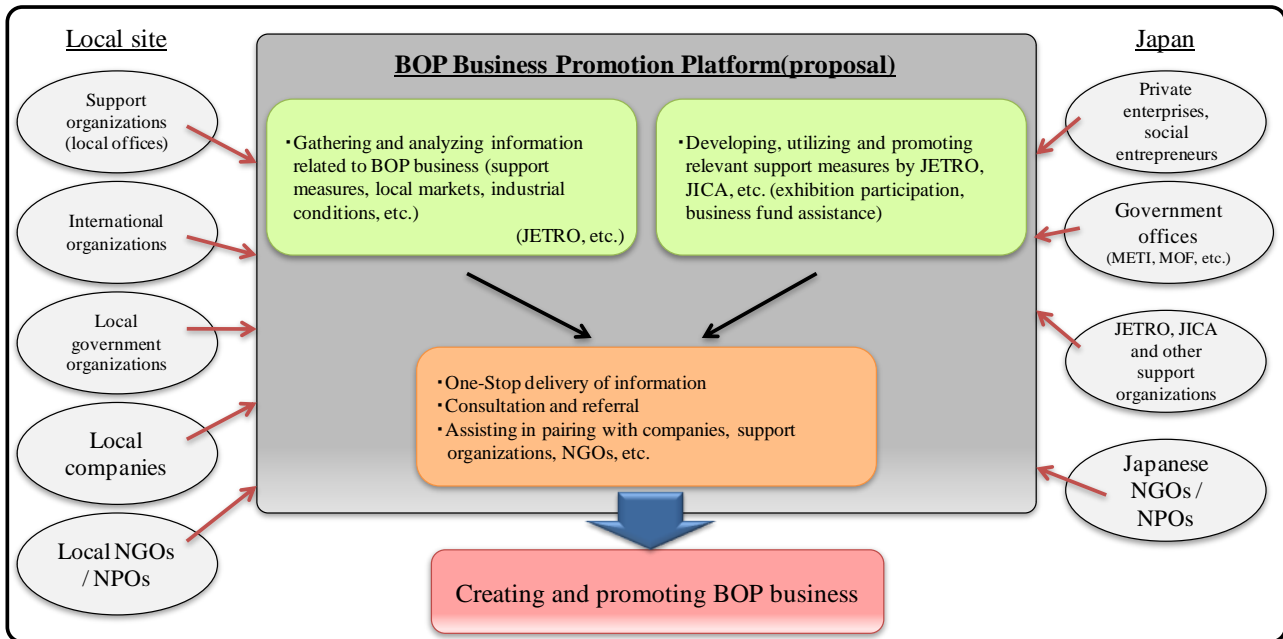 Local site
Support
organizations
(local offices)
International
organizations
Local
government
organizations
Local
companies
Local NGOs
/ NPOs
BOP Business Promotion Platform(proposal)
・Gathering and analyzing information
related to BOP business (support
measures, local markets, industrial
conditions, etc.)
(JETRO, etc.)
・Developing, utilizing and promoting
relevant support measures by JETRO,
JICA, etc. (exhibition participation,
business fund assistance)
・One-Stop delivery of information
・Consultation and referral
・Assisting in pairing with companies, support
organizations, NGOs, etc.
Creating and promoting BOP business
Japan
Private
enterprises,
social
entrepreneurs
Government
offices
(METI, MOF, etc.)
JETRO, JICA
and other
support
organizations
Japanese
NGOs /
NPOs